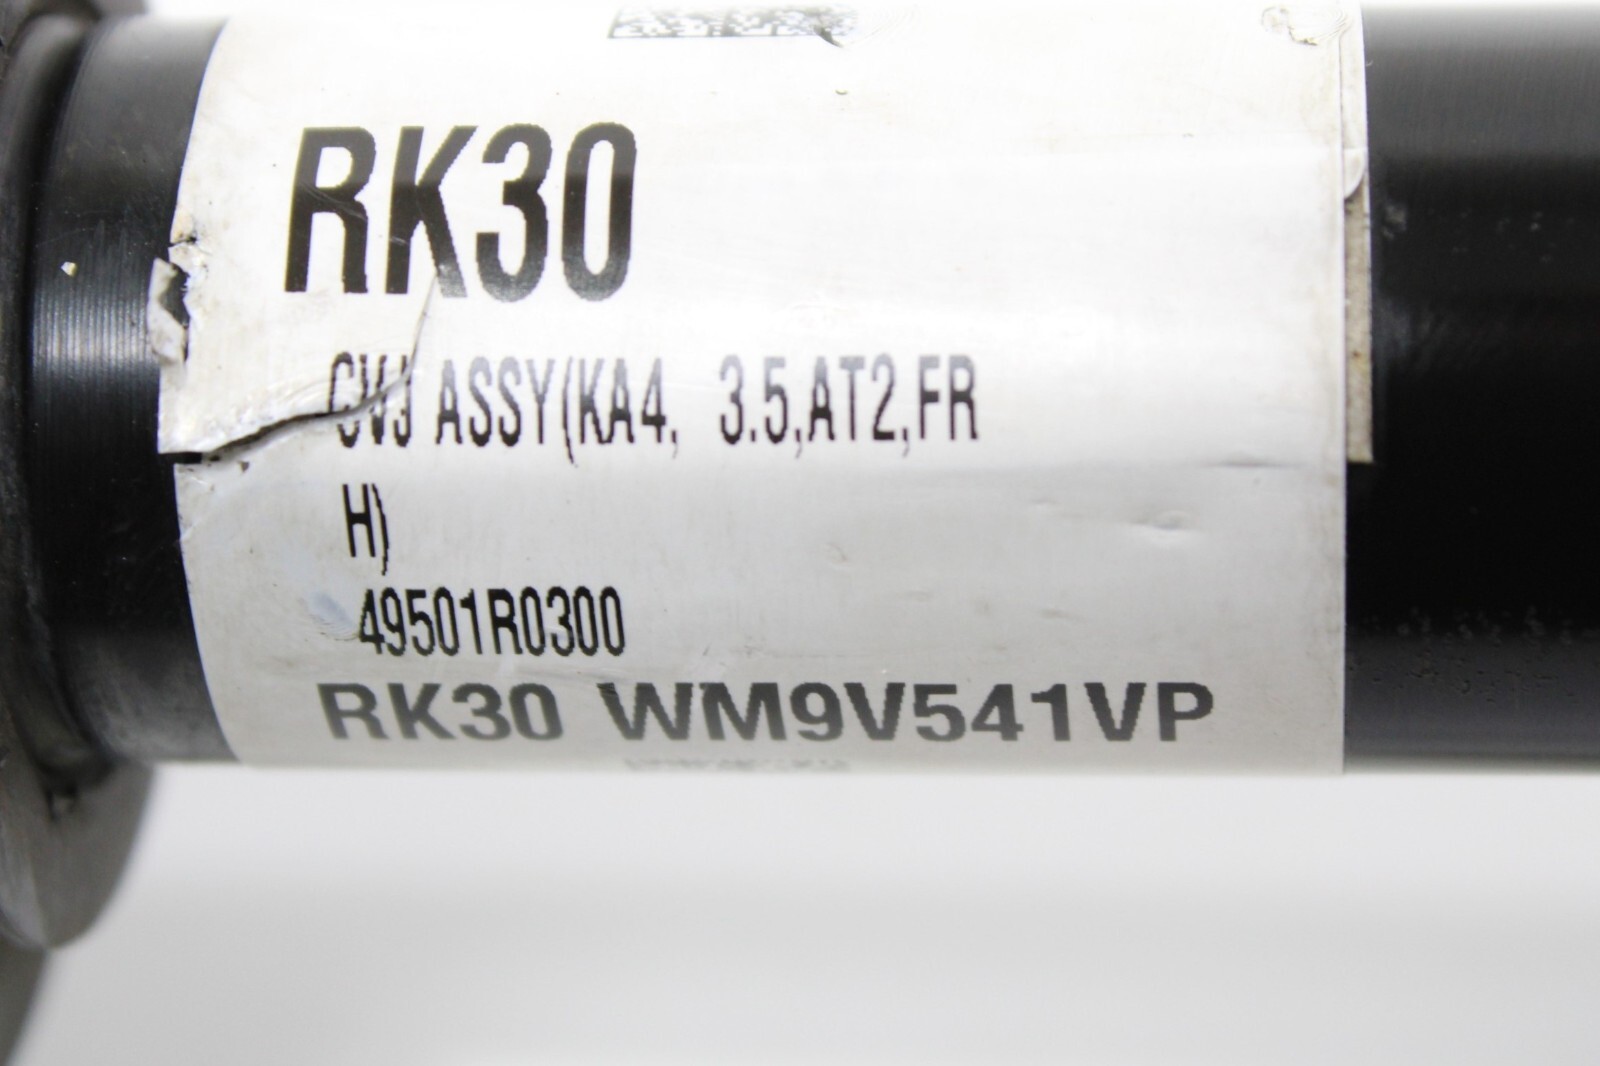 RK30
CVJ ASSY(KA4, 3.5,AT2,FR
H)
49501R0300
RK30 WM9V541VP